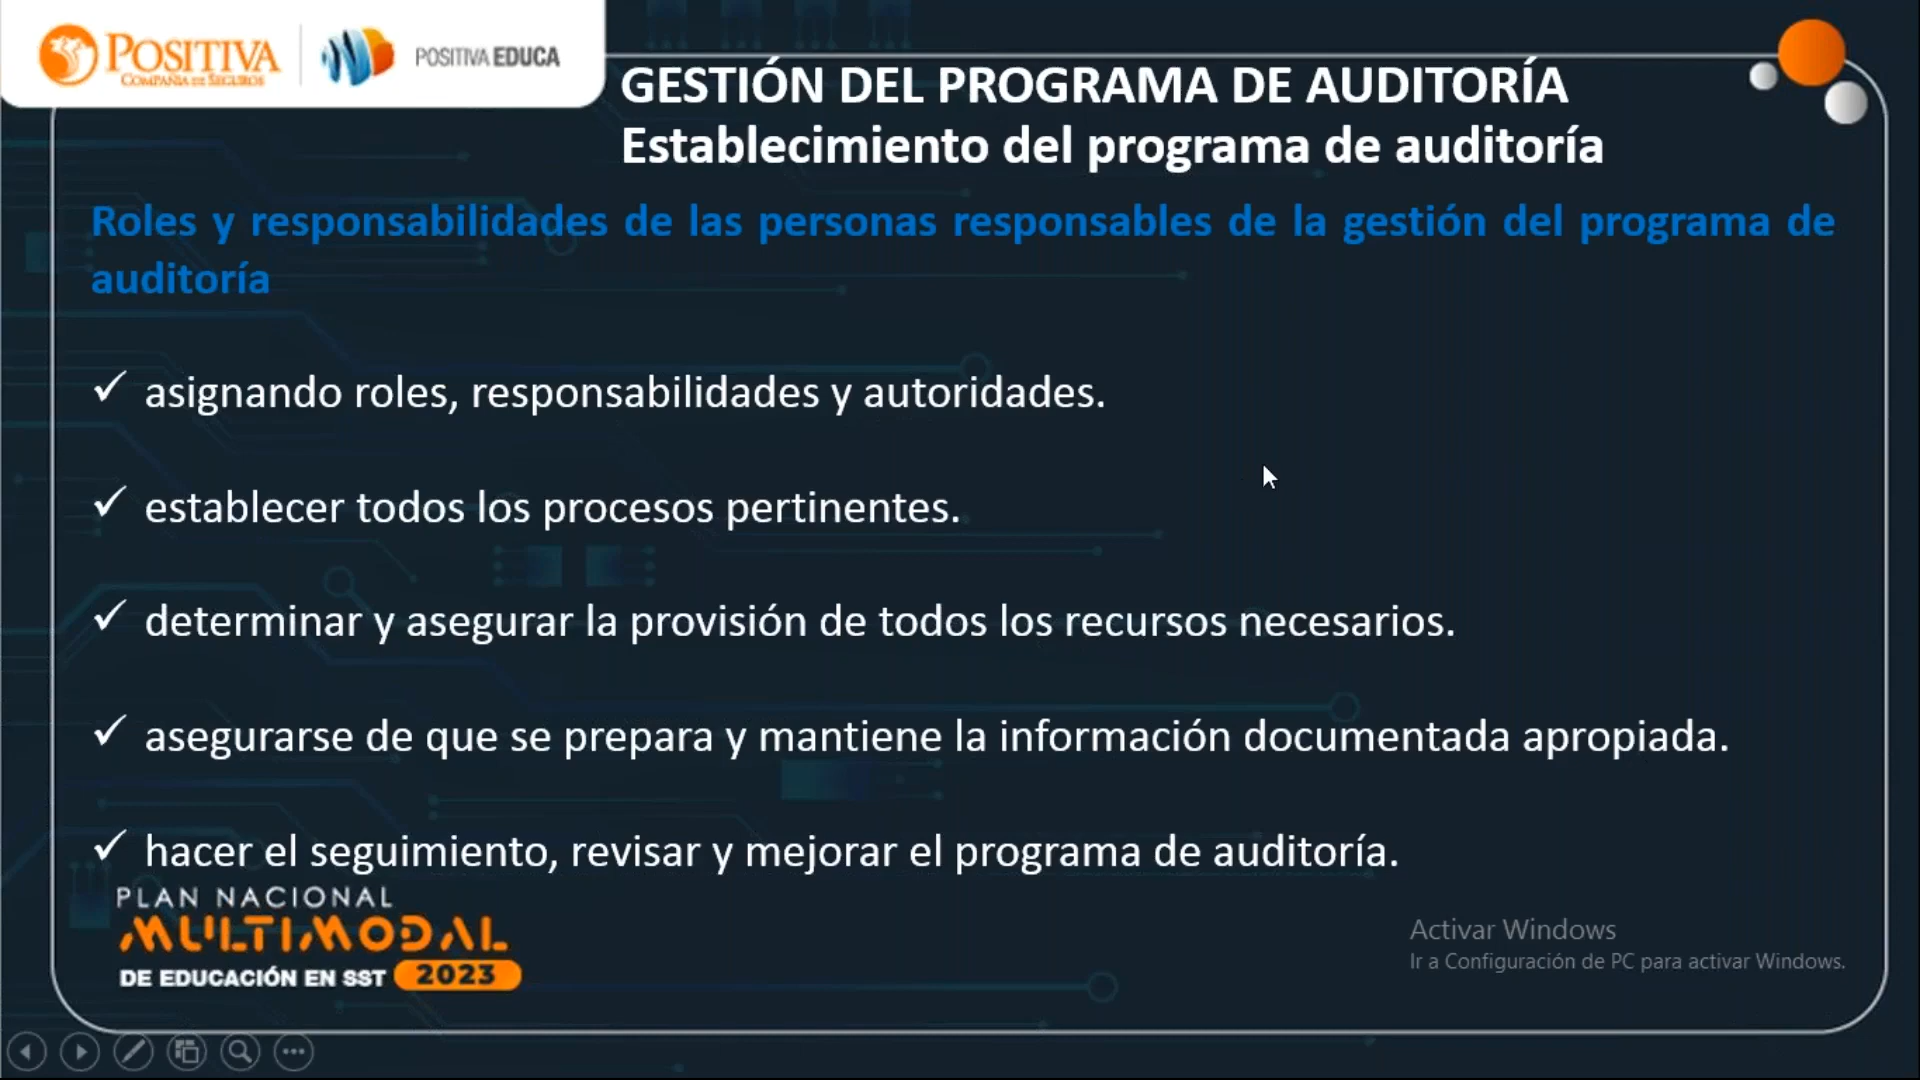 POSITIVA
COMPAÑÍA DE SEGUROS
POSITIVA EDUCA
GESTIÓN DEL PROGRAMA DE AUDITORÍA
Establecimiento del programa de auditoría
Roles y responsabilidades de las personas responsables de la gestión del programa de
auditoría
✓ asignando roles, responsabilidades y autoridades.
✓ establecer todos los procesos pertinentes.
✓ determinar y asegurar la provisión de todos los recursos necesarios.
✓ asegurarse de que se prepara y mantiene la información documentada apropiada.
✓ hacer el seguimiento, revisar y mejorar el programa de auditoría.
PLAN NACIONAL
MULTIMODAL
DE EDUCACIÓN EN SST 2023
Activar Windows
Ir a Configuración de PC para activar Windows.